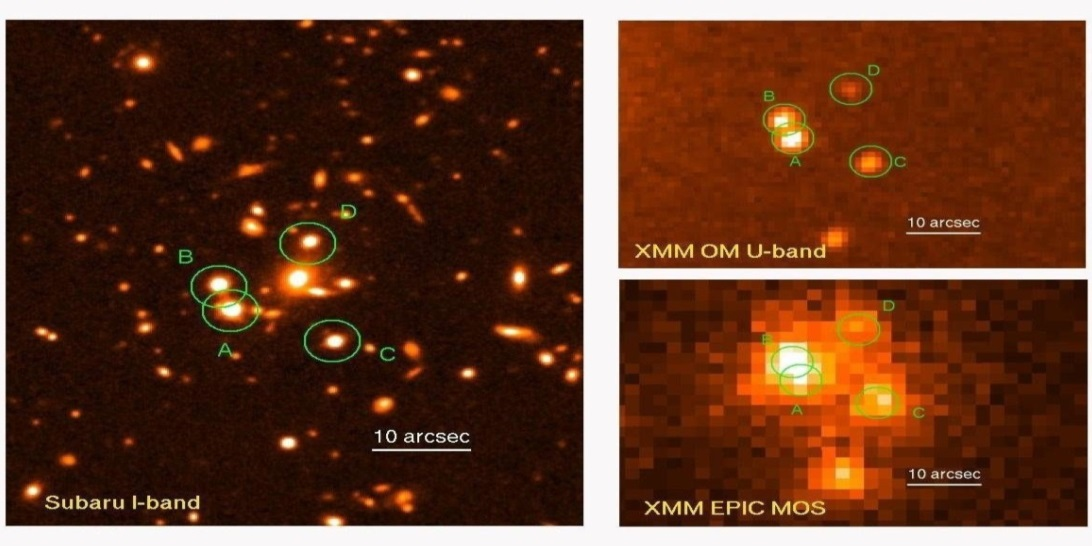 D
B
A
C
10 arcsec
Subaru I-band
D
B
A
C
10 arcsec
XMM OM U-band
D
B
A
C
10 arcsec
XMM EPIC MOS